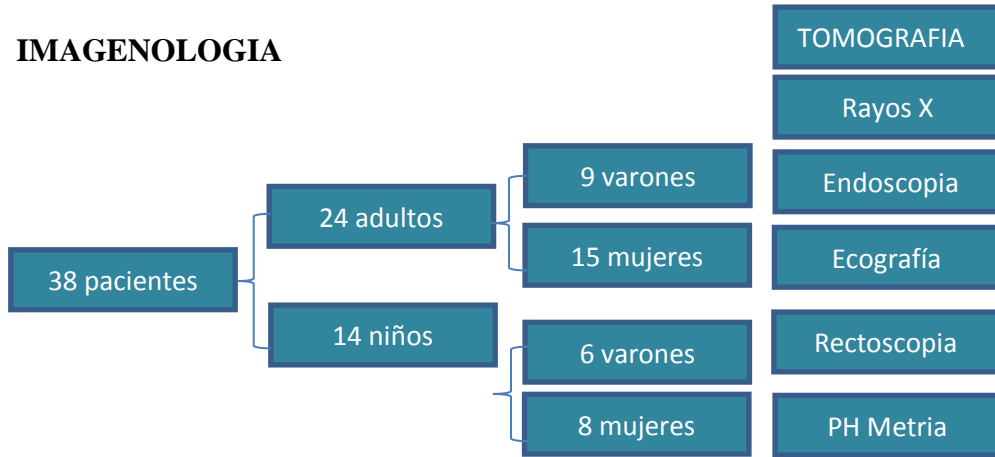 IMAGENOLOGIA
38 pacientes
24 adultos
14 niños
9 varones
15 mujeres
6 varones
8 mujeres
TOMOGRAFIA
Rayos X
Endoscopia
Ecografía
Rectoscopia
PH Metria